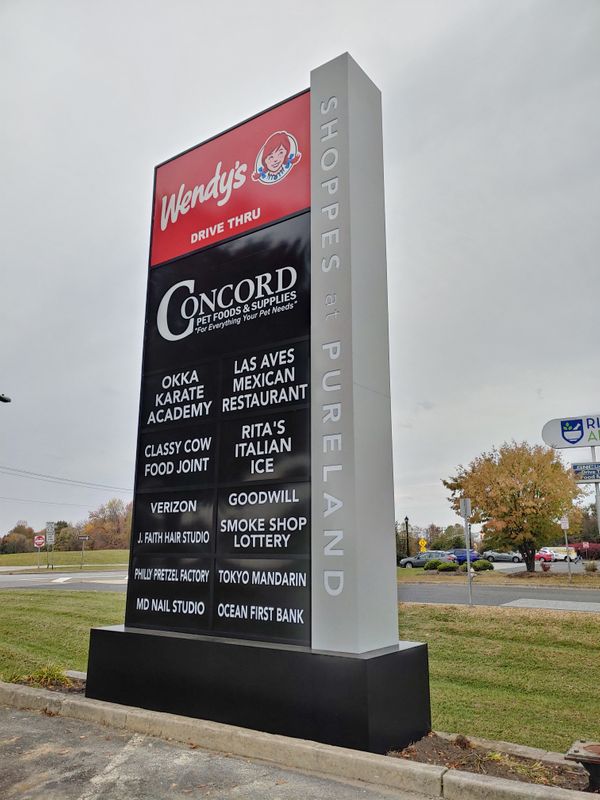 Wendy's
DRIVE THRU
SHOPPES at PURELAND
CONCORD
PET FOODS & SUPPLIES
"For Everything Your Pet Needs"
OKKA
KARATE
ACADEMY
LAS AVES
MEXICAN
RESTAURANT
CLASSY COW
FOOD JOINT
RITA'S
ITALIAN
ICE
VERIZON
J. FAITH HAIR STUDIO
GOODWILL
SMOKE SHOP
LOTTERY
PHILLY PRETZEL FACTORY
MD NAIL STUDIO
TOKYO MANDARIN
OCEAN FIRST BANK